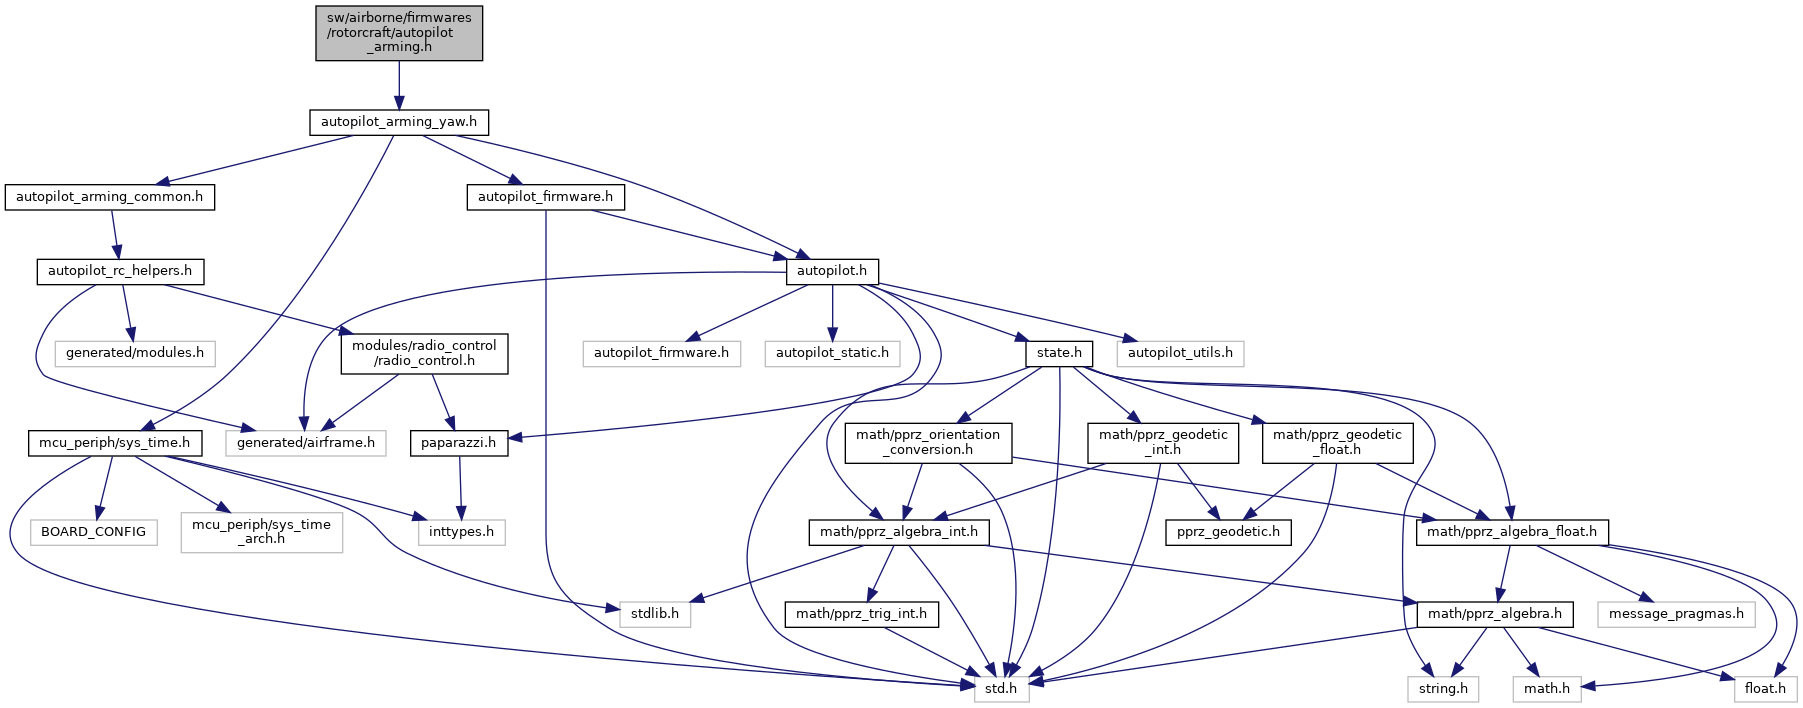 sw/airborne/firmwares
/rotorcraft/autopilot
_arming.h
autopilot_arming_yaw.h
autopilot_arming_common.h
autopilot_firmware.h
autopilot_rc_helpers.h
autopilot.h
generated/modules.h
modules/radio_control
/radio_control.h
autopilot_firmware.h
autopilot_static.h
state.h
autopilot_utils.h
mcu_periph/sys_time.h
generated/airframe.h
paparazzi.h
math/pprz_orientation
_conversion.h
math/pprz_geodetic
_int.h
math/pprz_geodetic
_float.h
BOARD_CONFIG
mcu_periph/sys_time
_arch.h
inttypes.h
math/pprz_algebra_int.h
pprz_geodetic.h
math/pprz_algebra_float.h
stdlib.h
math/pprz_trig_int.h
math/pprz_algebra.h
message_pragmas.h
std.h
string.h
math.h
float.h